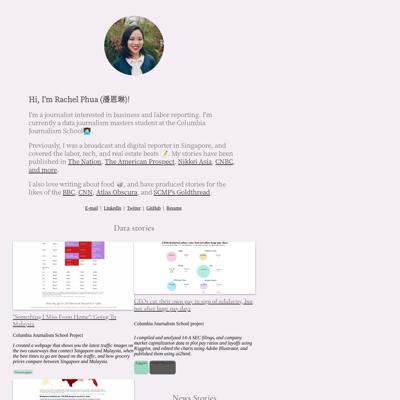 Hi, I'm Rachel Phua (潘恩琳)!
I'm a journalist interested in business and labor reporting. I'm
currently a data journalism masters student at the Columbia
Journalism School
Previously, I was a broadcast and digital reporter in Singapore, and
covered the labor, tech, and real estate beats . My stories have been
published in The Nation, The American Prospect, Nikkei Asia, CNBC,
and more.
I also love writing about food , and have produced stories for the
likes of the BBC, CNN, Atlas Obscura, and SCMP's Goldthread.
E-mail | LinkedIn | Twitter | GitHub | Resume
Data stories
"Something I Miss From Home": Going To
Malaysia
Columbia Journalism School Project
I created a webpage that shows you the latest traffic images on
the two causeways that connect Singapore and Malaysia, when
the best times to go are based on the traffic, and how grocery
prices compare between Singapore and Malaysia.
CEOs cut their own pay in sign of solidarity, but
not after huge pay days
Columbia Journalism School project
I compiled and analyzed 14-A SEC filings, and company
market capitalization data to plot pay ratios and layoffs using
R/ggplot, and edited the charts using Adobe Illustrator, and
published them using ai2html.
News Stories